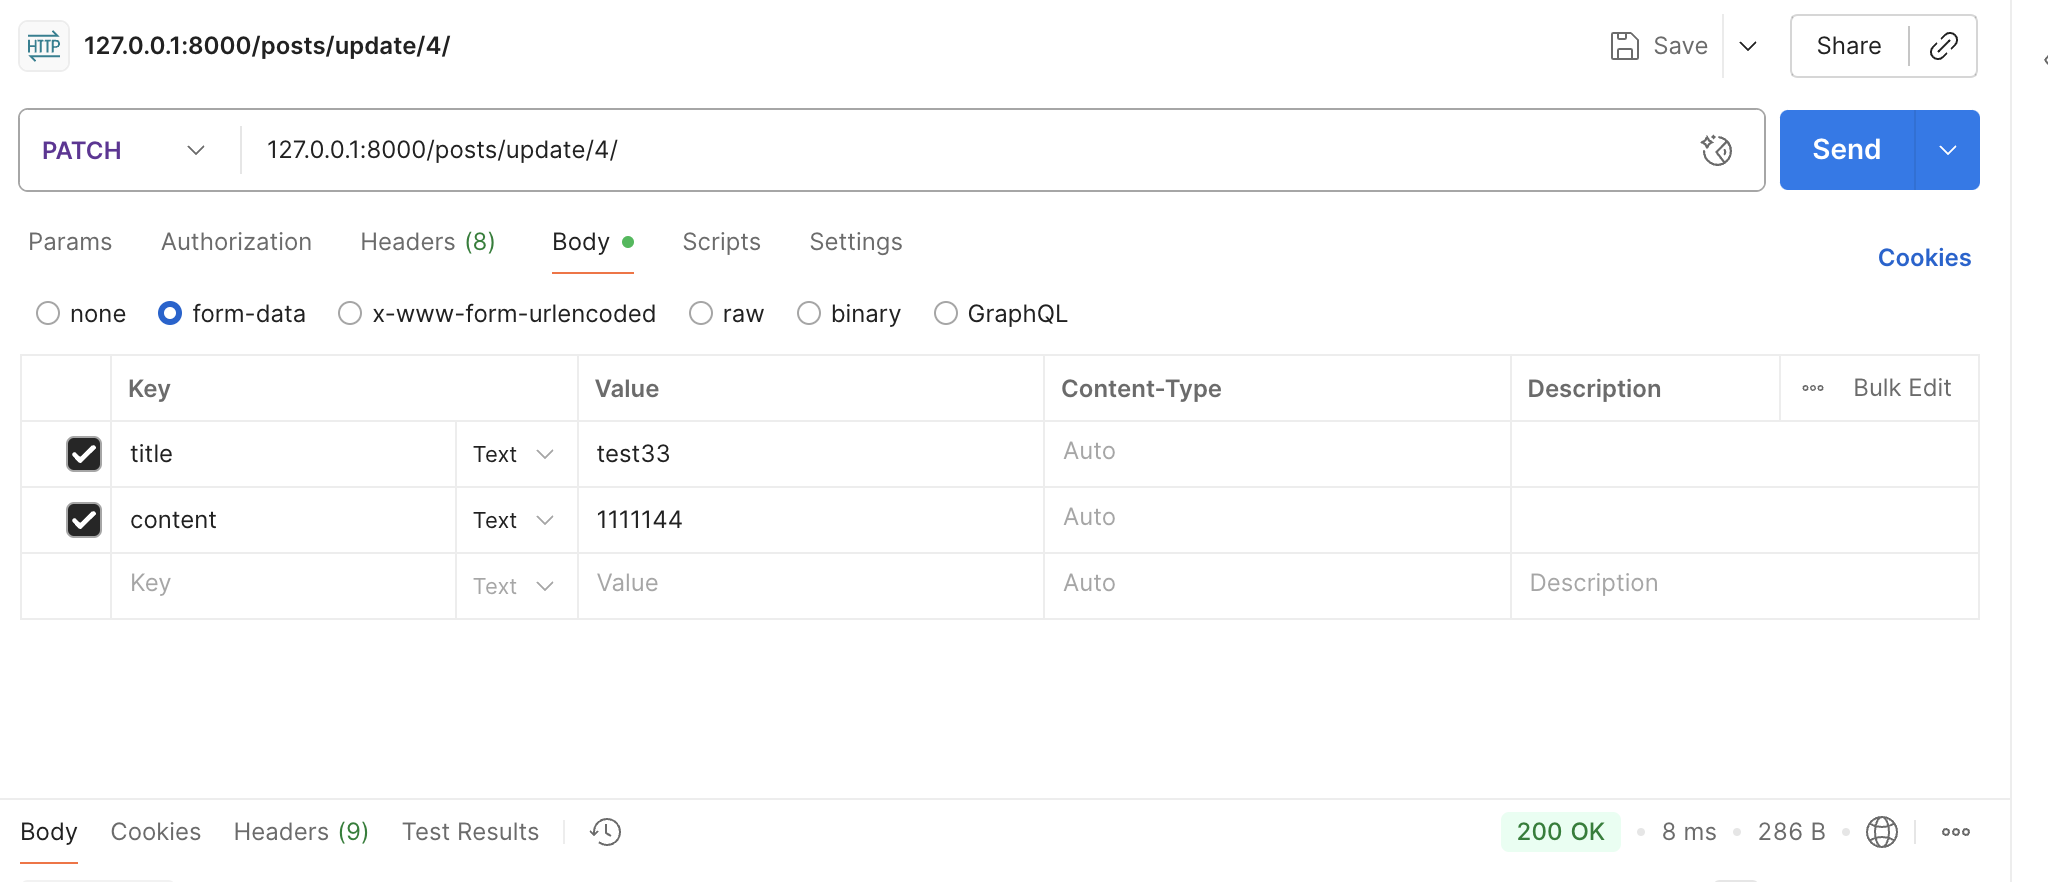 HTTP 127.0.0.1:8000/posts/update/4/ Save Share
PATCH 127.0.0.1:8000/posts/update/4/ Send
Params Authorization Headers (8) Body Scripts Settings Cookies
none form-data x-www-form-urlencoded raw binary GraphQL
Key Value Content-Type Description Bulk Edit
title Text test33 Auto
content Text 1111144 Auto
Key Text Value Auto Description
Body Cookies Headers (9) Test Results 200 OK 8 ms 286 B